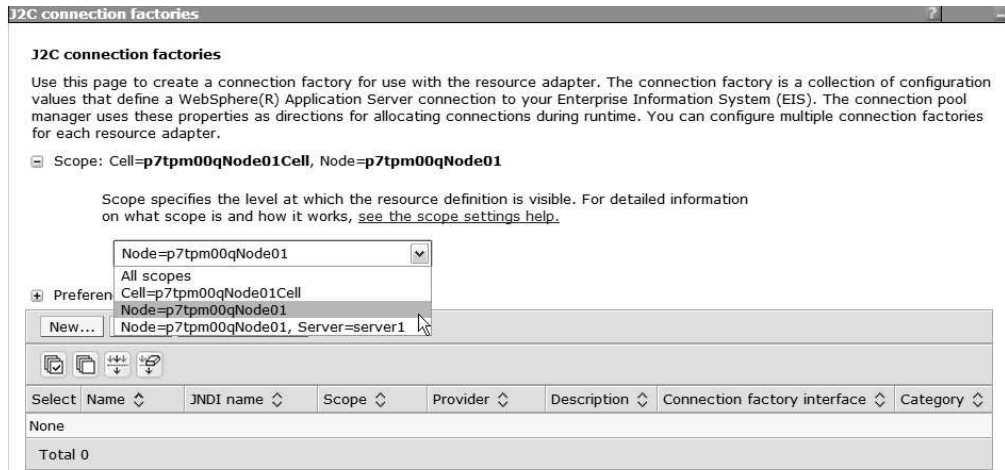 J2C connection factories
?
J2C connection factories
Use this page to create a connection factory for use with the resource adapter. The connection factory is a collection of configuration
values that define a WebSphere(R) Application Server connection to your Enterprise Information System (EIS). The connection pool
manager uses these properties as directions for allocating connections during runtime. You can configure multiple connection factories
for each resource adapter.
Scope: Cell=p7tpm00qNode01Cell, Node=p7tpm00qNode01
Scope specifies the level at which the resource definition is visible. For detailed information
on what scope is and how it works, see the scope settings help.
Node=p7tpm00qNode01
All scopes
Cell=p7tpm00qNode01Cell
Node=p7tpm00qNode01
Node=p7tpm00qNode01, Server=server1
Preferen
New...
Select Name JNDI name Scope Provider Description Connection factory interface Category
None
Total 0